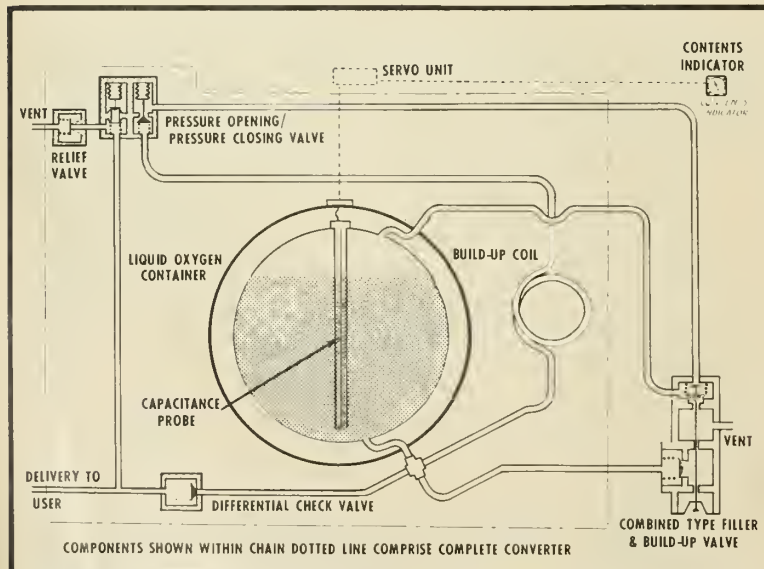 CONTENTS
INDICATOR
SERVO UNIT
VENT
PRESSURE OPENING/
PRESSURE CLOSING VALVE
RELIEF
VALVE
INDICATOR
LIQUID OXYGEN
CONTAINER
BUILD-UP COIL
CAPACITANCE
PROBE
VENT
DELIVERY TO
USER
DIFFERENTIAL CHECK VALVE
COMBINED TYPE FILLER
& BUILD-UP VALVE
COMPONENTS SHOWN WITHIN CHAIN DOTTED LINE COMPRISE COMPLETE CONVERTER